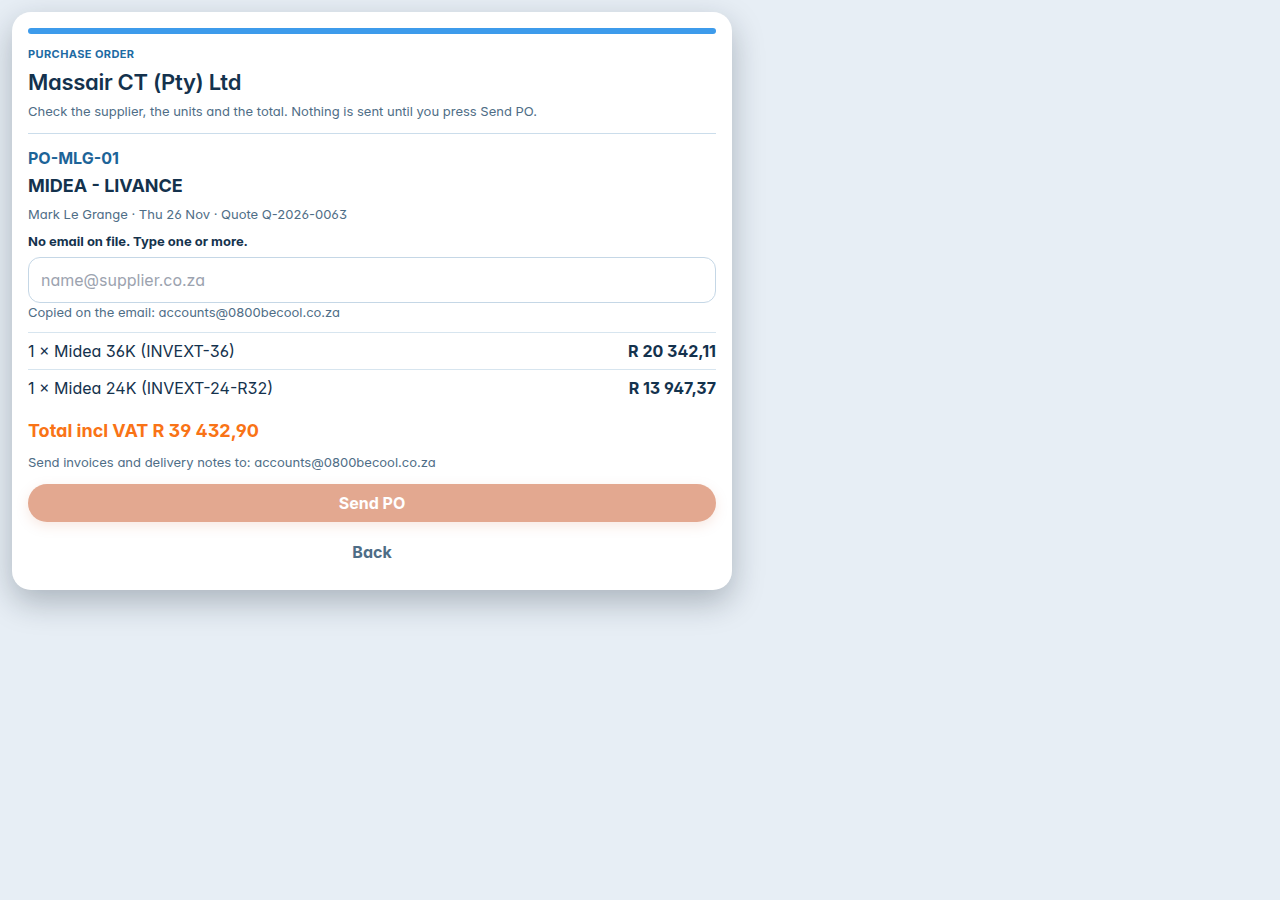 PURCHASE ORDER
Massair CT (Pty) Ltd
Check the supplier, the units and the total. Nothing is sent until you press Send PO.
PO-MLG-01
MIDEA - LIVANCE
Mark Le Grange · Thu 26 Nov · Quote Q-2026-0063
No email on file. Type one or more.
name@supplier.co.za
Copied on the email: accounts@0800becool.co.za
1 × Midea 36K (INVEXT-36) R 20 342,11
1 × Midea 24K (INVEXT-24-R32) R 13 947,37
Total incl VAT R 39 432,90
Send invoices and delivery notes to: accounts@0800becool.co.za
Send PO
Back